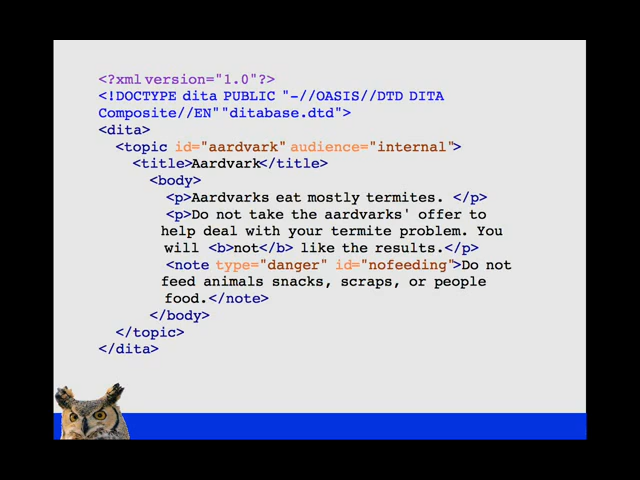 <?xml version="1.0"?>
<!DOCTYPE dita PUBLIC "-//OASIS//DTD DITA
Composite//EN""ditabase.dtd">
<dita>
<topic id="aardvark" audience="internal">
<title>Aardvark</title>
<body>
<p>Aardvarks eat mostly termites. </p>
<p>Do not take the aardvarks' offer to
help deal with your termite problem. You
will <b>not</b> like the results.</p>
<note type="danger" id="nofeeding">Do not
feed animals snacks, scraps, or people
food.</note>
</body>
</topic>
</dita>